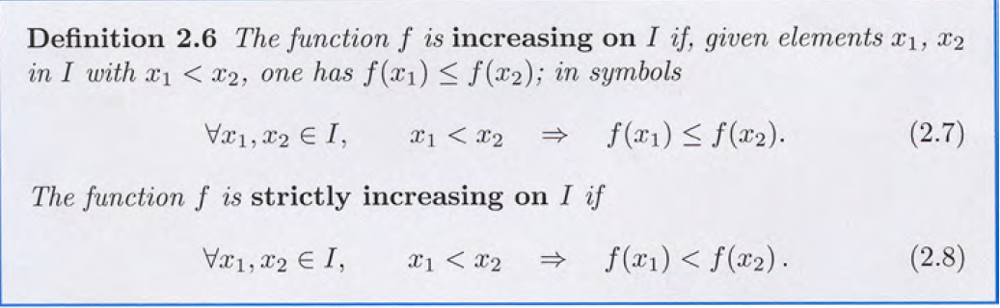 Definition 2.6 The function f is increasing on I if, given elements x₁, x₂
in I with x₁ < x₂, one has f(x₁) ≤ f(x₂); in symbols
∀x₁, x₂ ∈ I, x₁ < x₂ ⇒ f(x₁) ≤ f(x₂). (2.7)
The function f is strictly increasing on I if
∀x₁, x₂ ∈ I, x₁ < x₂ ⇒ f(x₁) < f(x₂). (2.8)